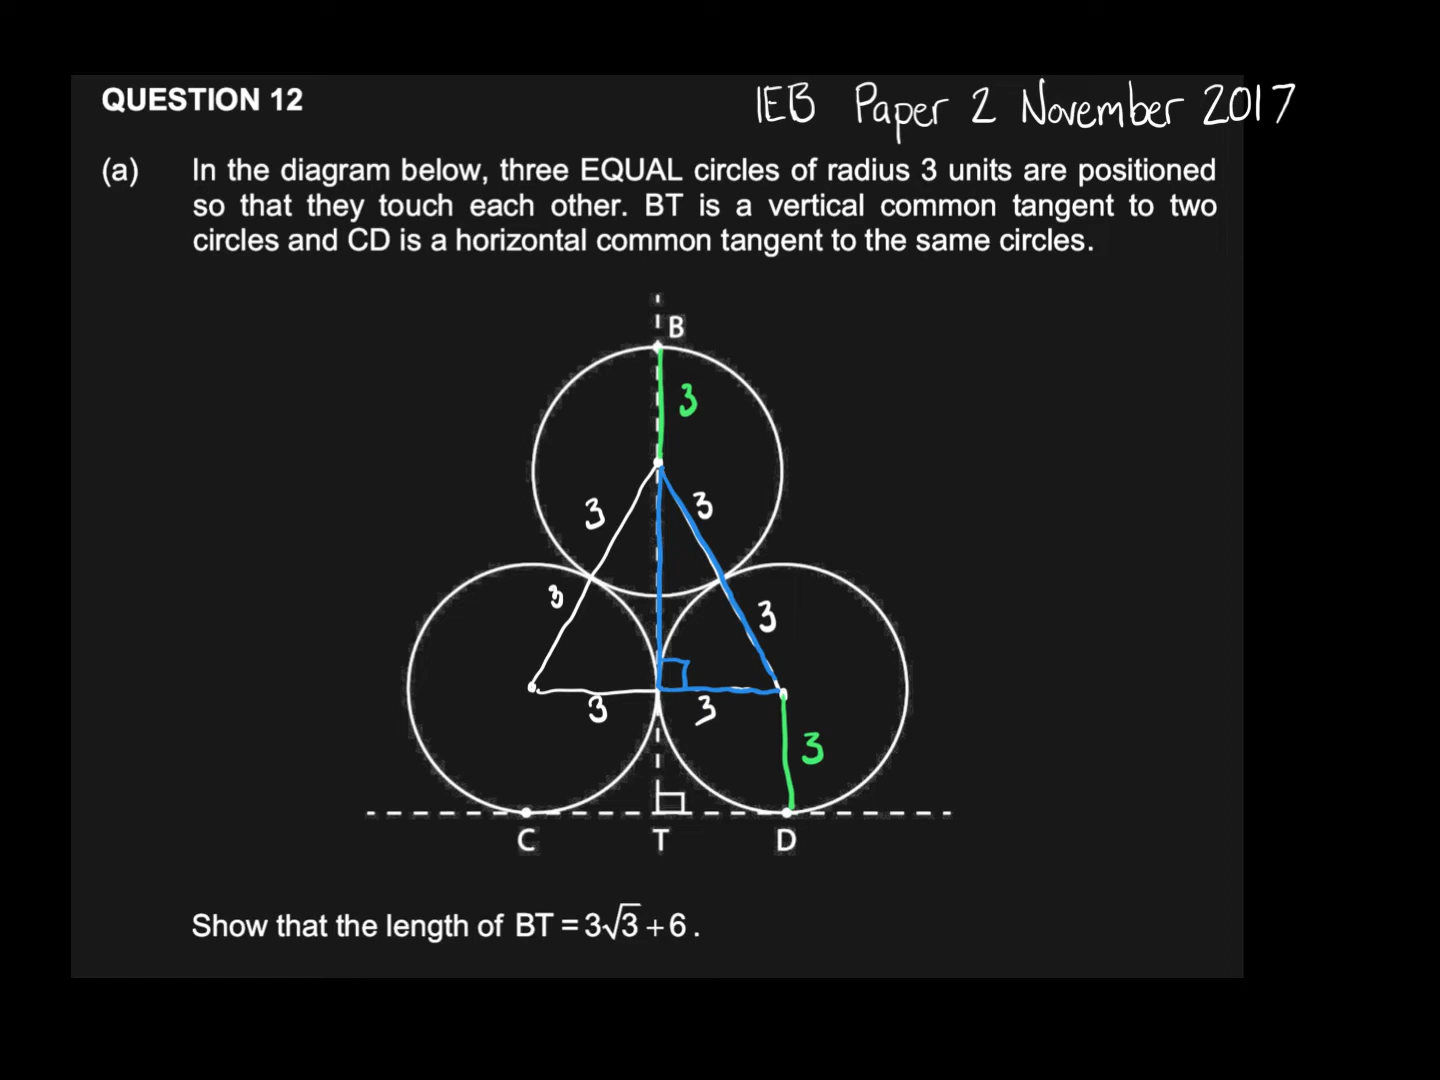 QUESTION 12
IEB Paper 2 November 2017
(a) In the diagram below, three EQUAL circles of radius 3 units are positioned
so that they touch each other. BT is a vertical common tangent to two
circles and CD is a horizontal common tangent to the same circles.
B
3
3 3
3 3
3 3
3
C T D
Show that the length of BT = 3√3 + 6 .